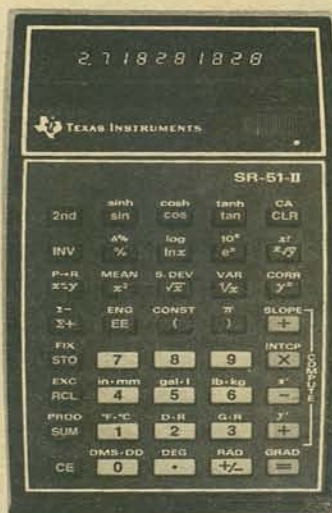 2.718281828
TEXAS INSTRUMENTS
SR-51-II
sinh cosh tanh CA
2nd sin cos tan CLR
Δ% log 10ˣ x!
INV % lnx eˣ x̄/ȳ
P→R MEAN S.DEV VAR CORR
x⇄y x² √x 1/x yˣ
Σ- ENG CONST π SLOPE
Σ+ EE ( ) ÷
FIX INTCP
STO 7 8 9 ×
EXC in-mm gal-l lb-kg x'
RCL 4 5 6 −
PROD °F-°C D-R G-R y'
SUM 1 2 3 +
DMS-DD DEG RAD GRAD
CE 0 . +/− =
COMPUTE